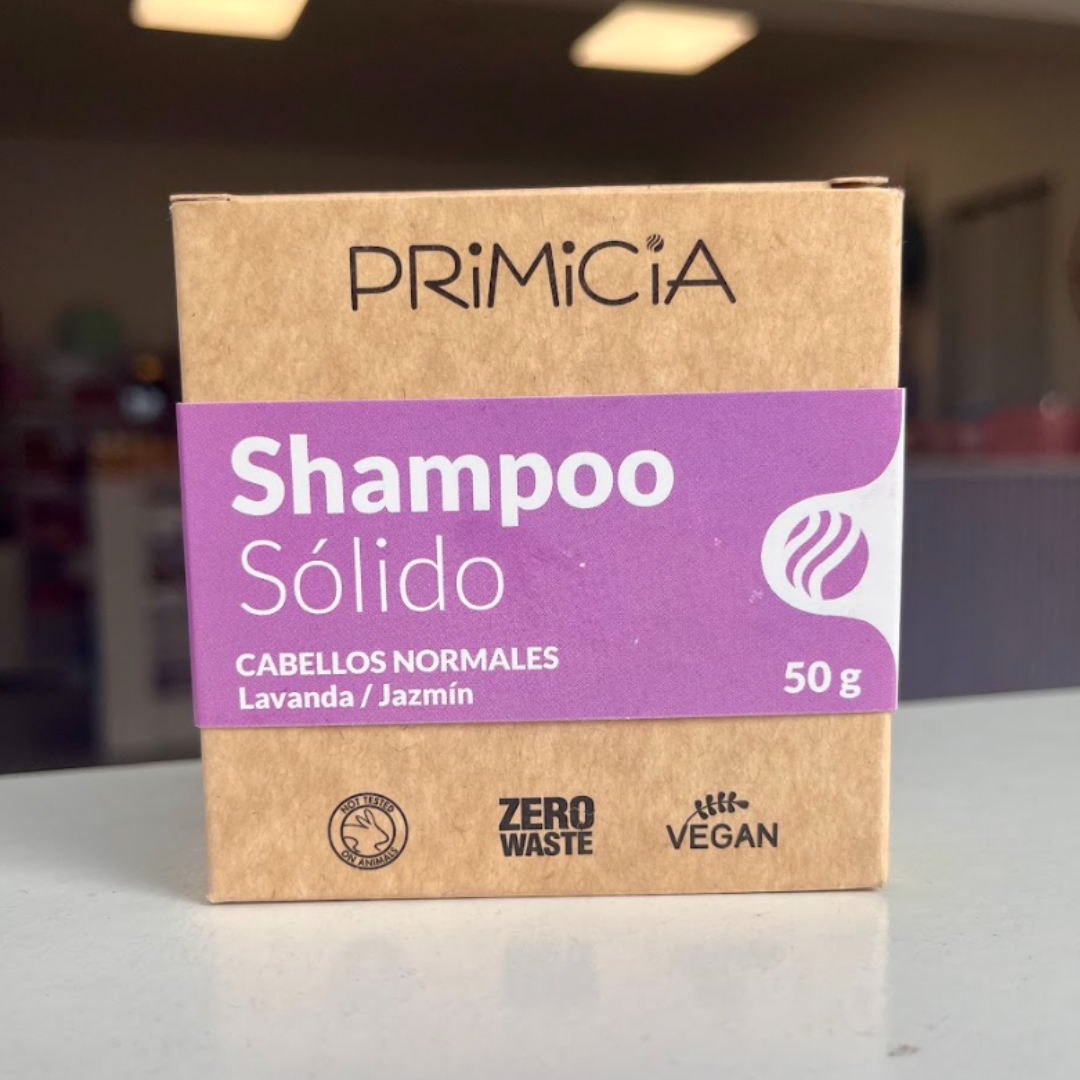 PRiMiCiA
Shampoo
Sólido
CABELLOS NORMALES
Lavanda / Jazmín
50 g
NOT TESTED
ON ANIMALS
ZERO
WASTE
VEGAN